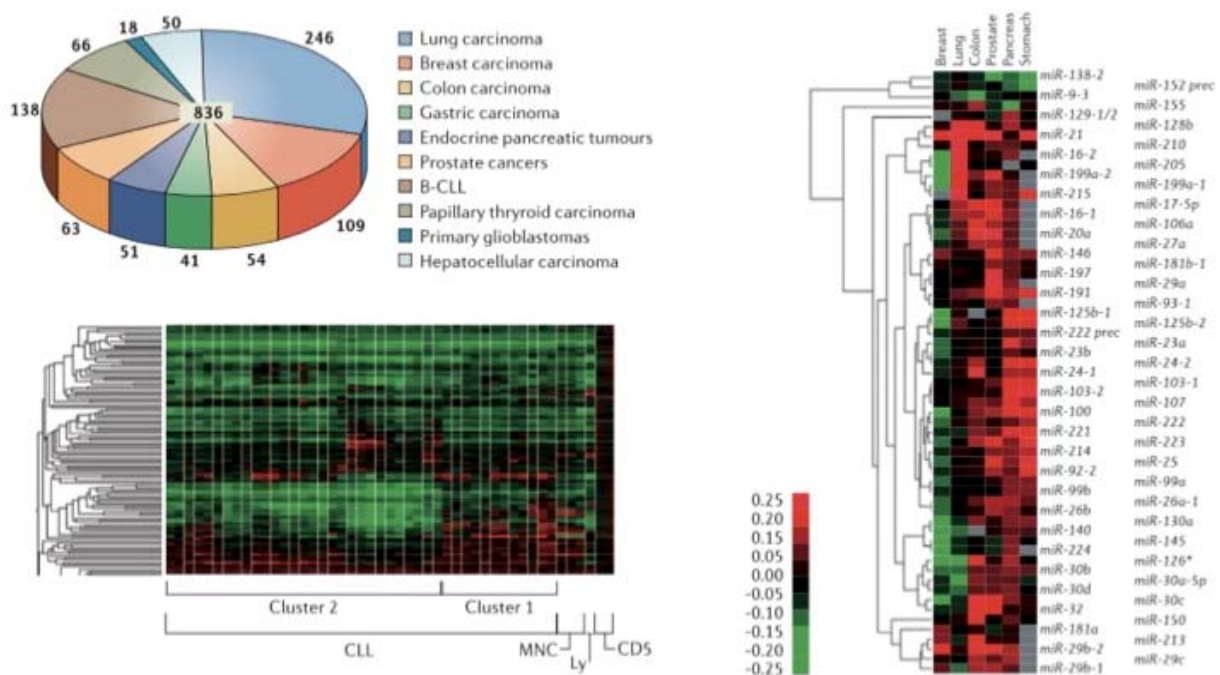 246
109
54
41
51
63
138
66
18
50
836
Lung carcinoma
Breast carcinoma
Colon carcinoma
Gastric carcinoma
Endocrine pancreatic tumours
Prostate cancers
B-CLL
Papillary thryroid carcinoma
Primary glioblastomas
Hepatocellular carcinoma
Cluster 2
Cluster 1
CLL
MNC
Ly
CD5
Breast
Lung
Colon
Prostate
Pancreas
Stomach
miR-138-2
miR-152 prec
miR-9-3
miR-155
miR-129-1/2
miR-128b
miR-21
miR-210
miR-16-2
miR-205
miR-199a-2
miR-199a-1
miR-215
miR-17-5p
miR-16-1
miR-106a
miR-20a
miR-27a
miR-146
miR-181b-1
miR-197
miR-29a
miR-191
miR-93-1
miR-125b-1
miR-125b-2
miR-222 prec
miR-23a
miR-23b
miR-24-2
miR-24-1
miR-103-1
miR-103-2
miR-107
miR-100
miR-222
miR-221
miR-223
miR-214
miR-25
miR-92-2
miR-99a
miR-99b
miR-26a-1
miR-26b
miR-130a
miR-140
miR-145
miR-224
miR-126*
miR-30b
miR-30a-5p
miR-30d
miR-30c
miR-32
miR-150
miR-181a
miR-213
miR-29b-2
miR-29c
miR-29b-1
0.25
0.20
0.15
0.10
0.05
0.00
-0.05
-0.10
-0.15
-0.20
-0.25